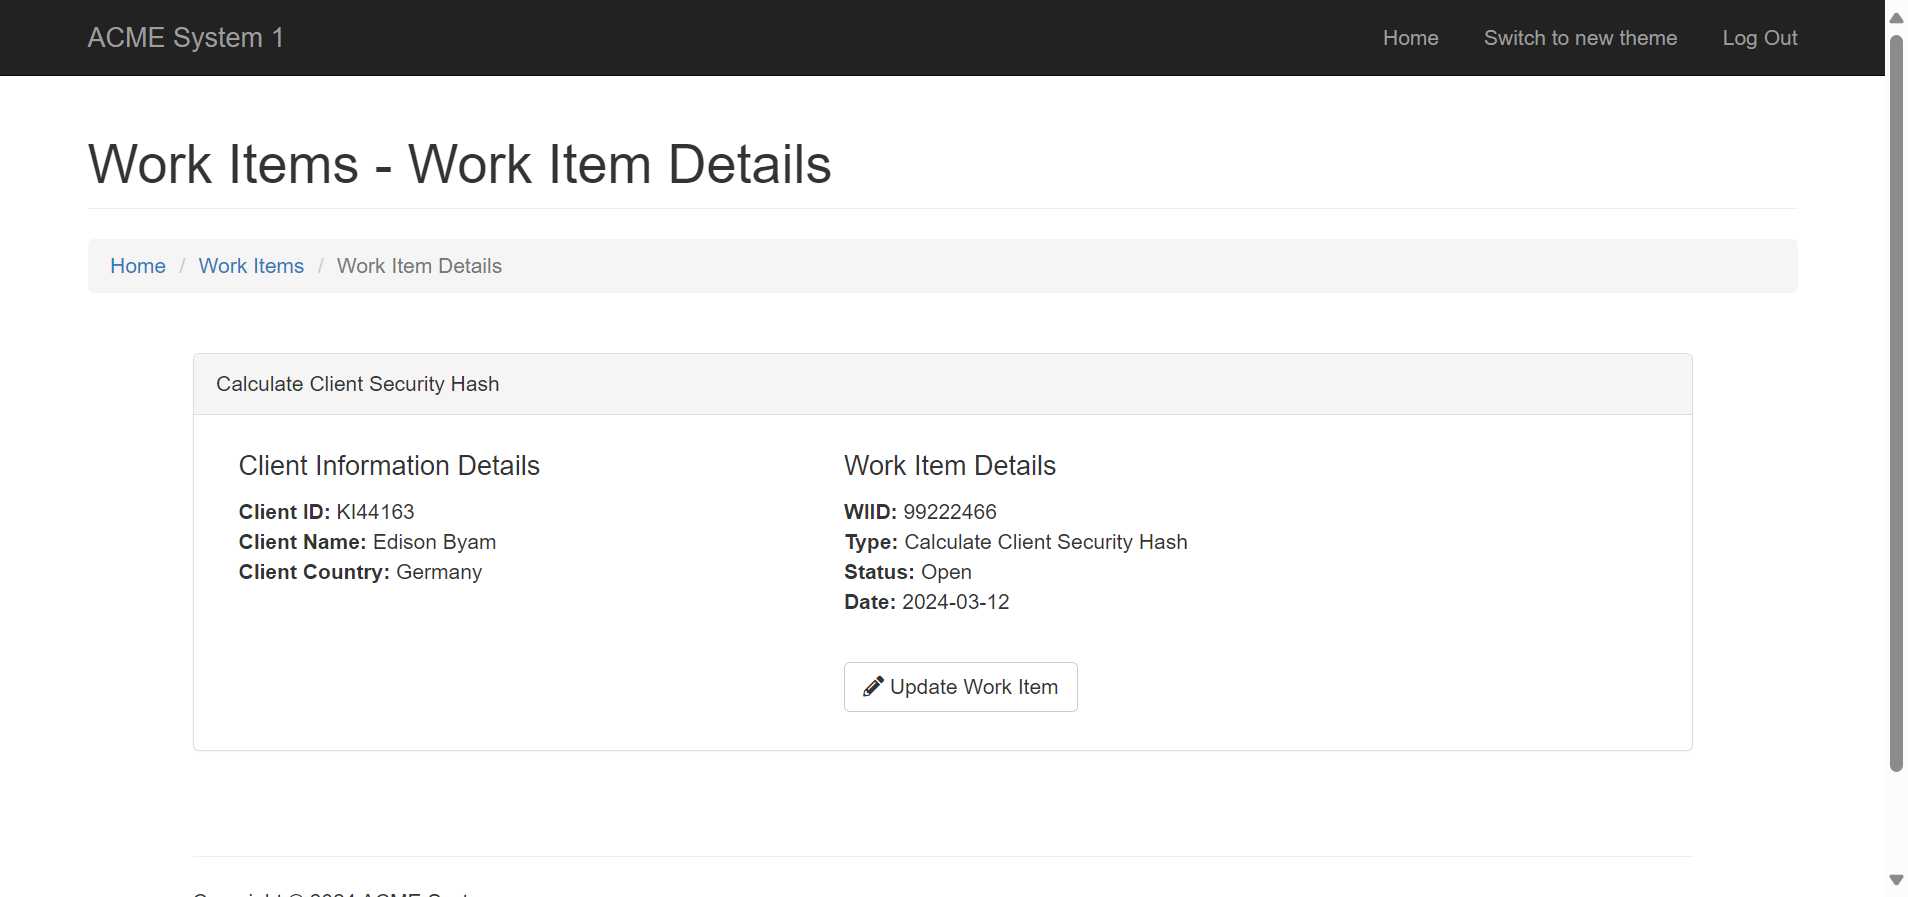 ACME System 1
Home
Switch to new theme
Log Out
Work Items - Work Item Details
Home / Work Items / Work Item Details
Calculate Client Security Hash
Client Information Details
Client ID: KI44163
Client Name: Edison Byam
Client Country: Germany
Work Item Details
WIID: 99222466
Type: Calculate Client Security Hash
Status: Open
Date: 2024-03-12
Update Work Item